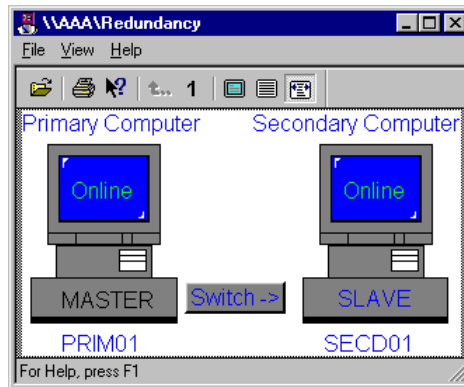 \\AAA\Redundancy
File View Help
1
Primary Computer Secondary Computer
Online Online
MASTER Switch -> SLAVE
PRIM01 SECD01
For Help, press F1